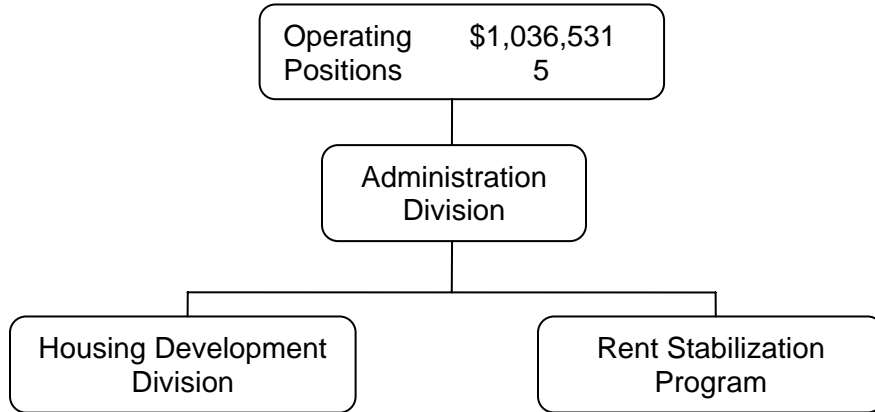 Operating $1,036,531
Positions 5
Administration
Division
Housing Development
Division
Rent Stabilization
Program